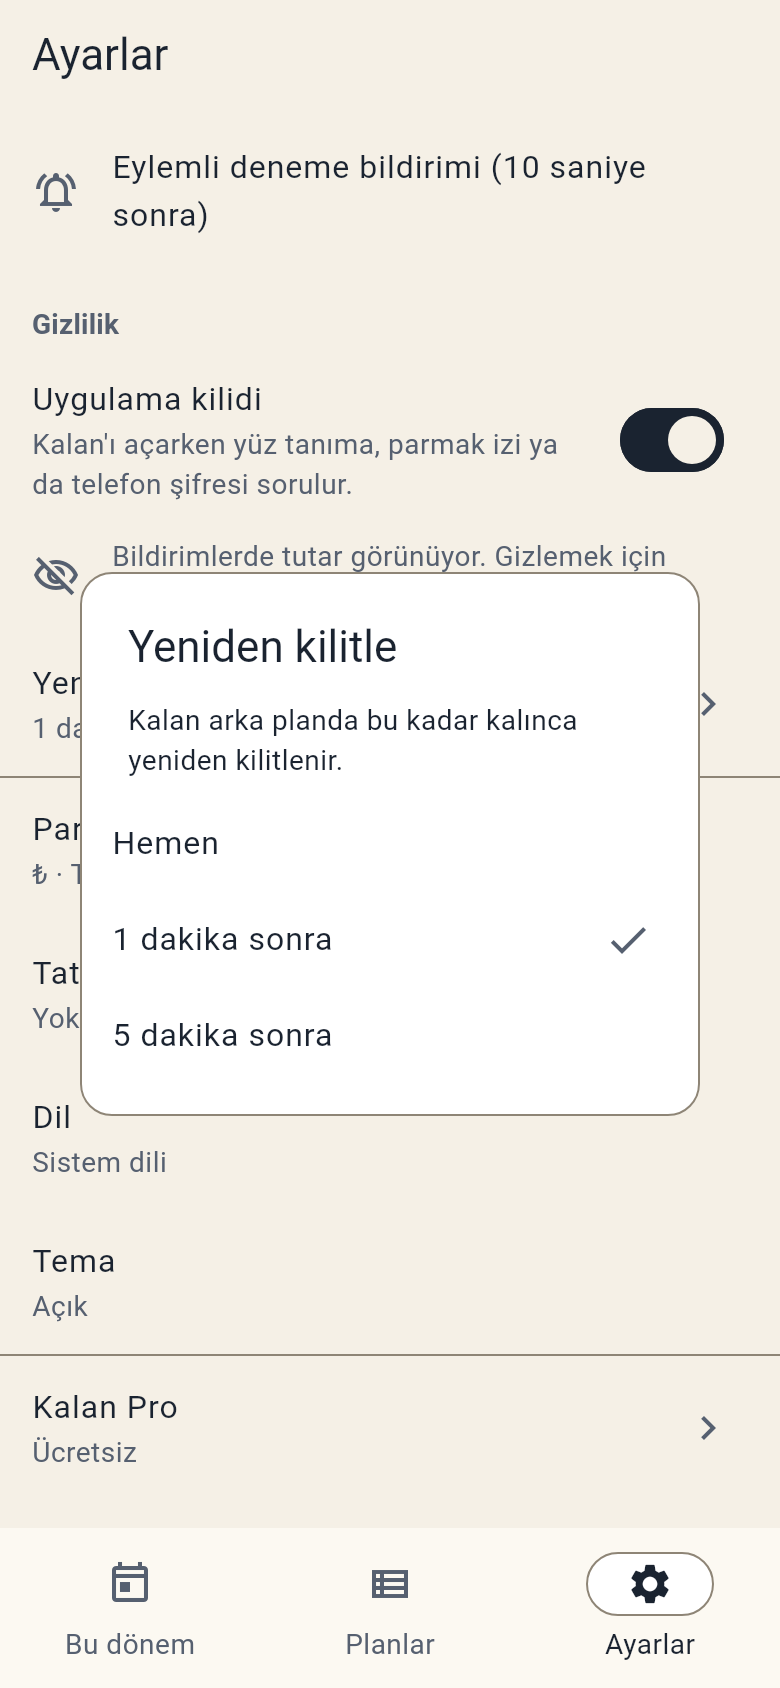 Ayarlar
Eylemli deneme bildirimi (10 saniye
sonra)
Gizlilik
Uygulama kilidi
Kalan'ı açarken yüz tanıma, parmak izi ya
da telefon şifresi sorulur.
Bildirimlerde tutar görünüyor. Gizlemek için
Yeniden kilitle
Kalan arka planda bu kadar kalınca
yeniden kilitlenir.
Hemen
1 dakika sonra
5 dakika sonra
Dil
Sistem dili
Tema
Açık
Kalan Pro
Ücretsiz
Bu dönem
Planlar
Ayarlar